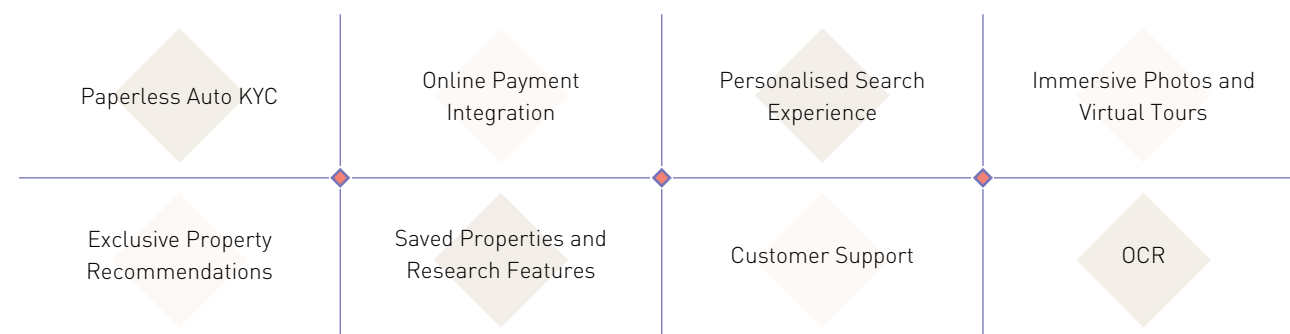 Paperless Auto KYC
Online Payment
Integration
Personalised Search
Experience
Immersive Photos and
Virtual Tours
Exclusive Property
Recommendations
Saved Properties and
Research Features
Customer Support
OCR